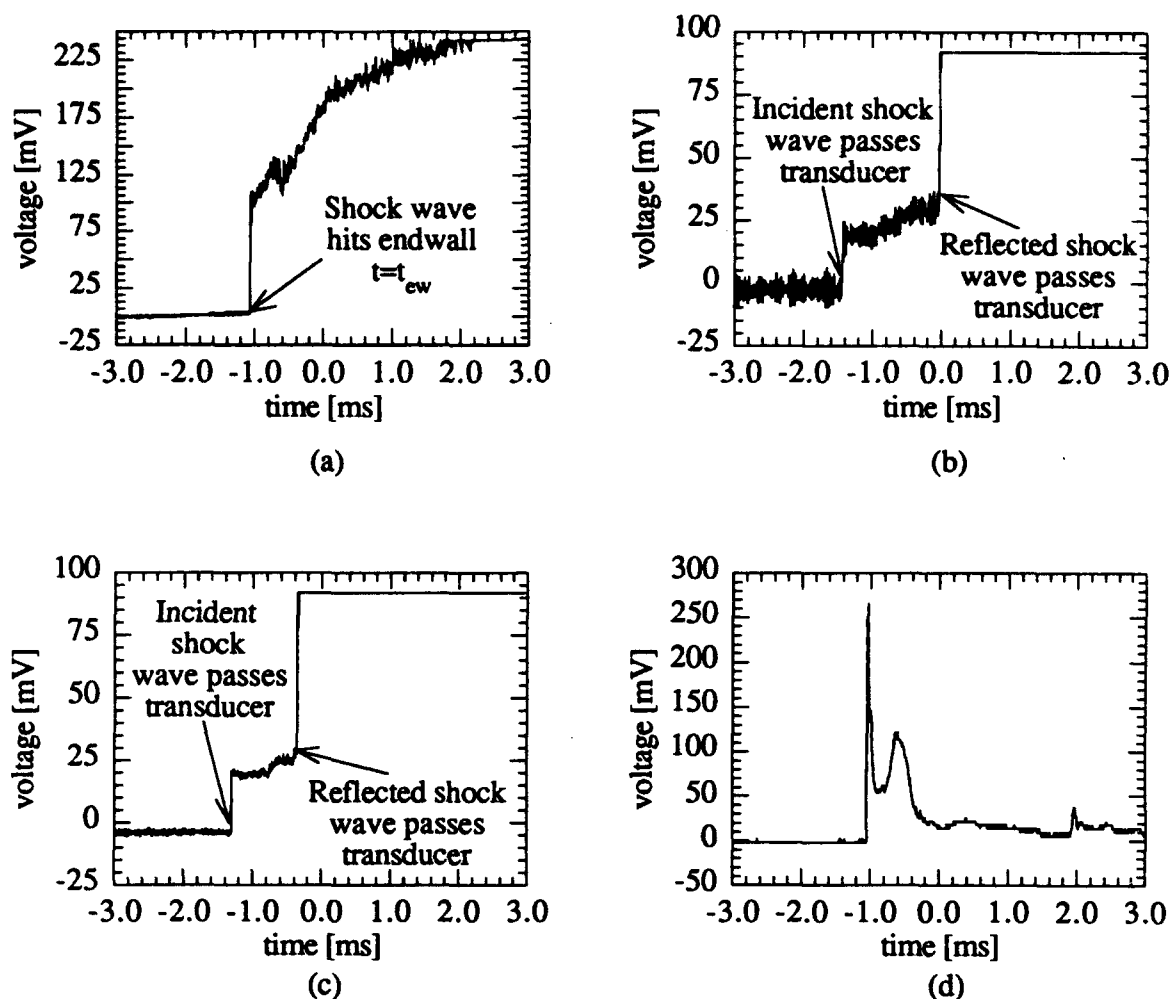 225
175
125
75
25
-25
voltage [mV]
Shock wave
hits endwall
t=t_ew
-3.0 -2.0 -1.0 0.0 1.0 2.0 3.0
time [ms]
(a)
100
75
50
25
0
-25
voltage [mV]
Incident shock
wave passes
transducer
Reflected shock
wave passes
transducer
-3.0 -2.0 -1.0 0.0 1.0 2.0 3.0
time [ms]
(b)
100
75
50
25
0
-25
voltage [mV]
Incident
shock
wave passes
transducer
Reflected shock
wave passes
transducer
-3.0 -2.0 -1.0 0.0 1.0 2.0 3.0
time [ms]
(c)
300
250
200
150
100
50
0
-50
voltage [mV]
-3.0 -2.0 -1.0 0.0 1.0 2.0 3.0
time [ms]
(d)